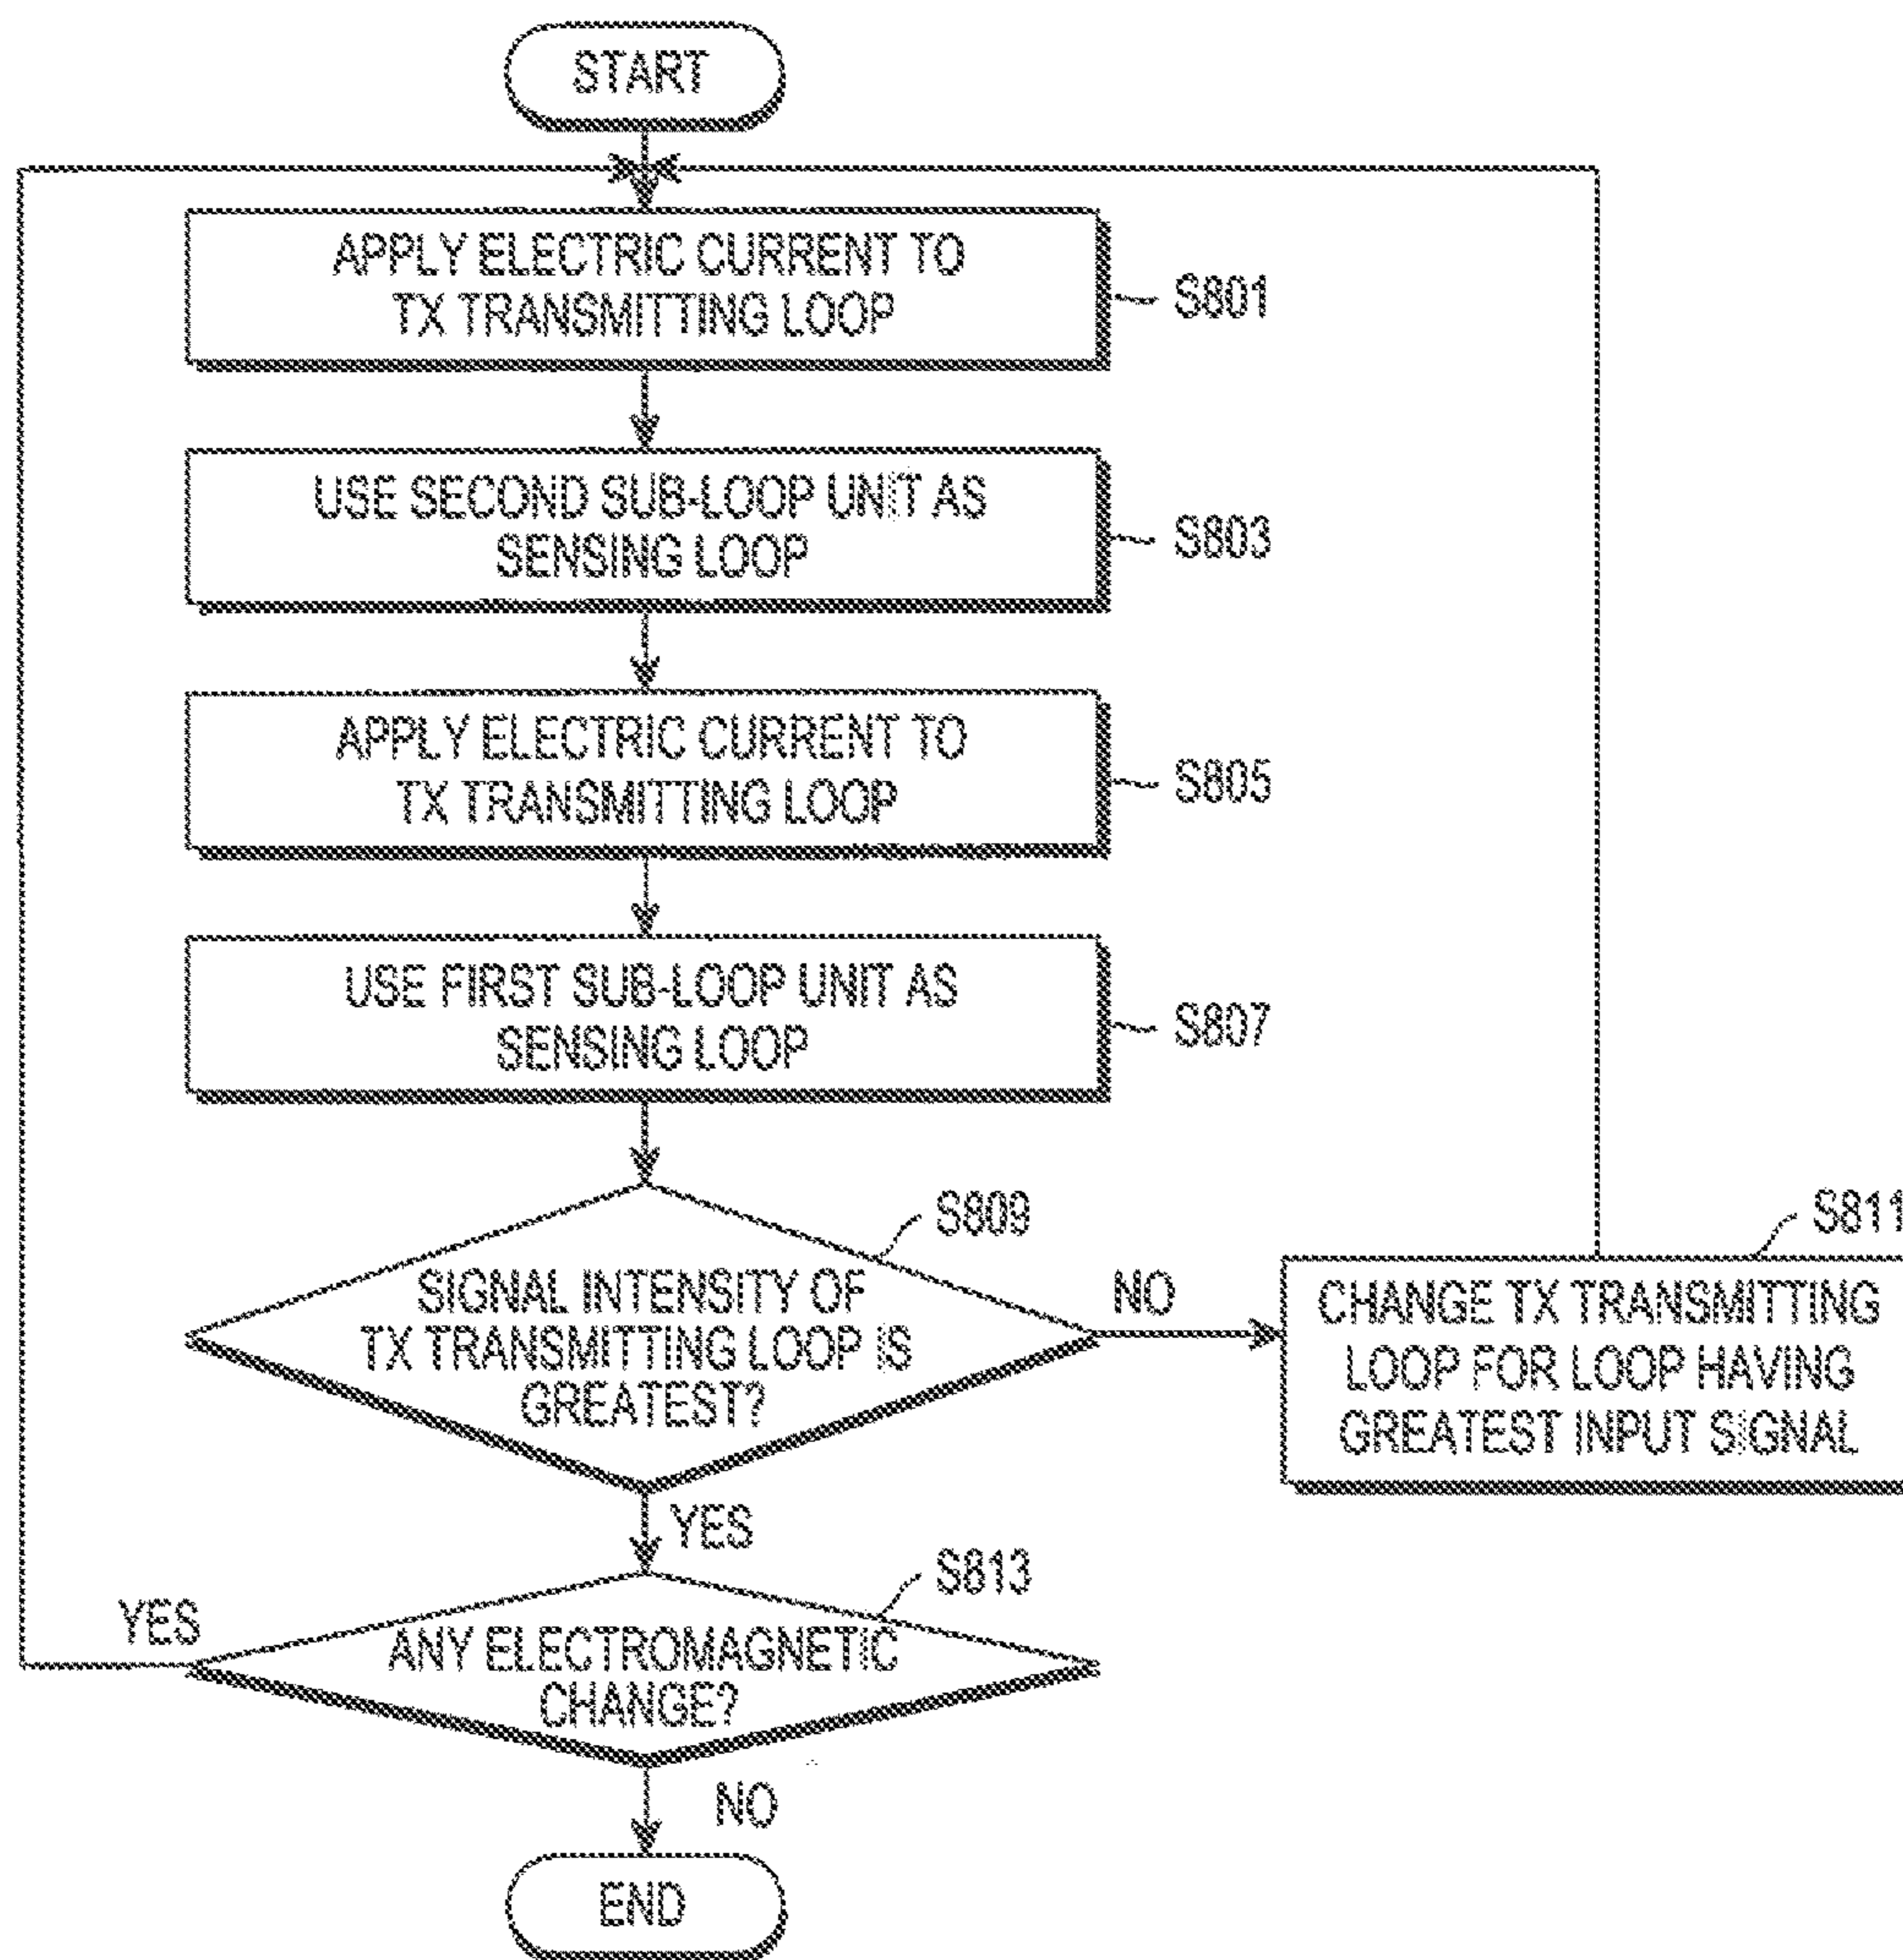 START
APPLY ELECTRIC CURRENT TO
TX TRANSMITTING LOOP
S801
USE SECOND SUB-LOOP UNIT AS
SENSING LOOP
S803
APPLY ELECTRIC CURRENT TO
TX TRANSMITTING LOOP
S805
USE FIRST SUB-LOOP UNIT AS
SENSING LOOP
S807
S809
SIGNAL INTENSITY OF
TX TRANSMITTING LOOP IS
GREATEST?
NO
S811
CHANGE TX TRANSMITTING
LOOP FOR LOOP HAVING
GREATEST INPUT SIGNAL
YES
S813
YES
ANY ELECTROMAGNETIC
CHANGE?
NO
END